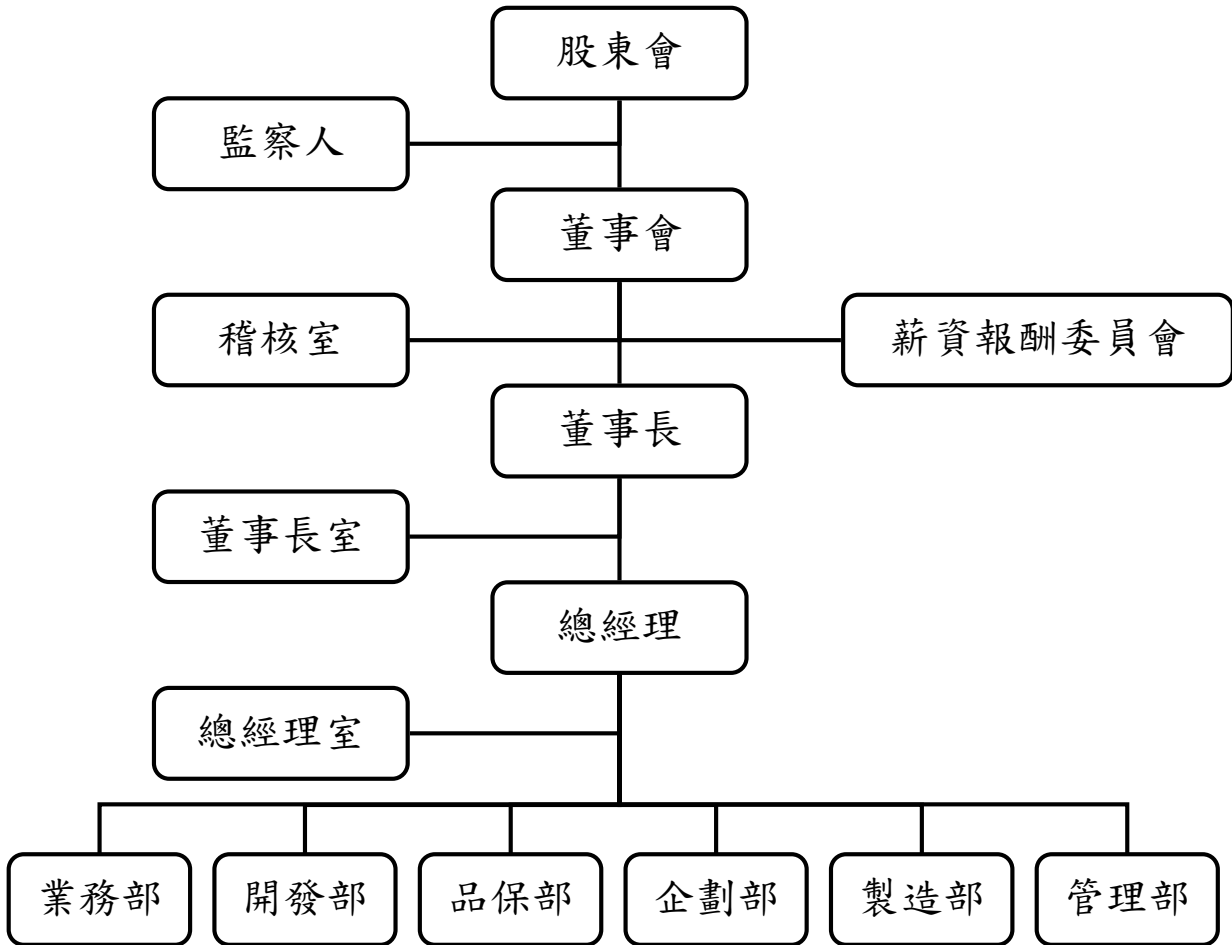 股東會
監察人
董事會
稽核室
薪資報酬委員會
董事長
董事長室
總經理
總經理室
業務部
開發部
品保部
企劃部
製造部
管理部